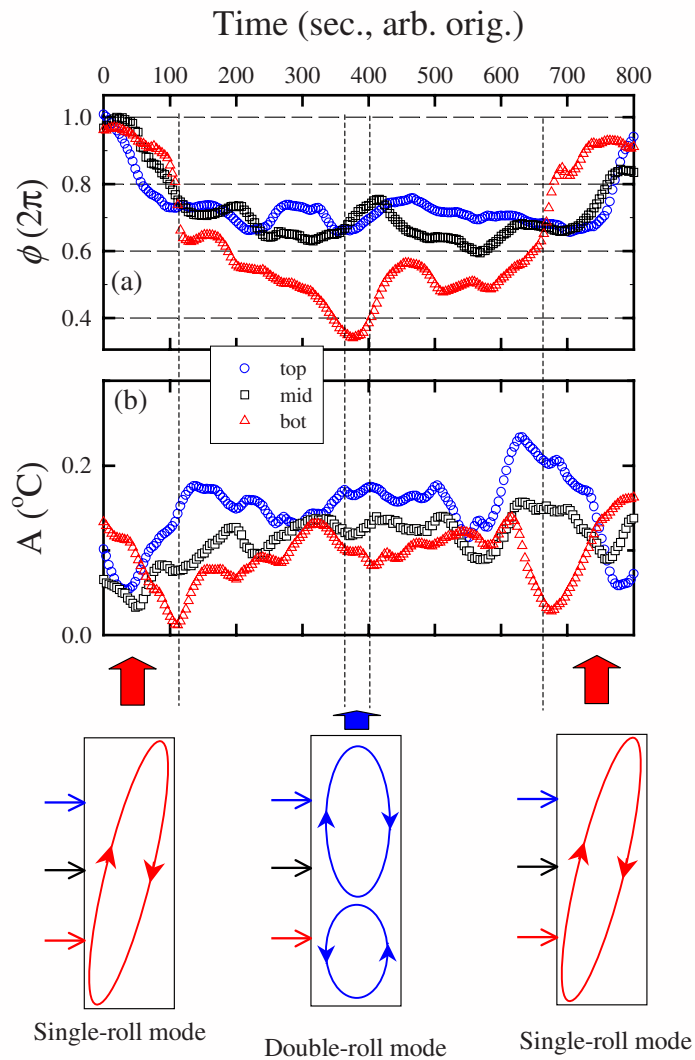 Time (sec., arb. orig.)
0 100 200 300 400 500 600 700 800
1.0
0.8
0.6
0.4
ϕ (2π)
(a)
top
mid
bot
(b)
0.2
0.0
A (°C)
Single-roll mode
Double-roll mode
Single-roll mode